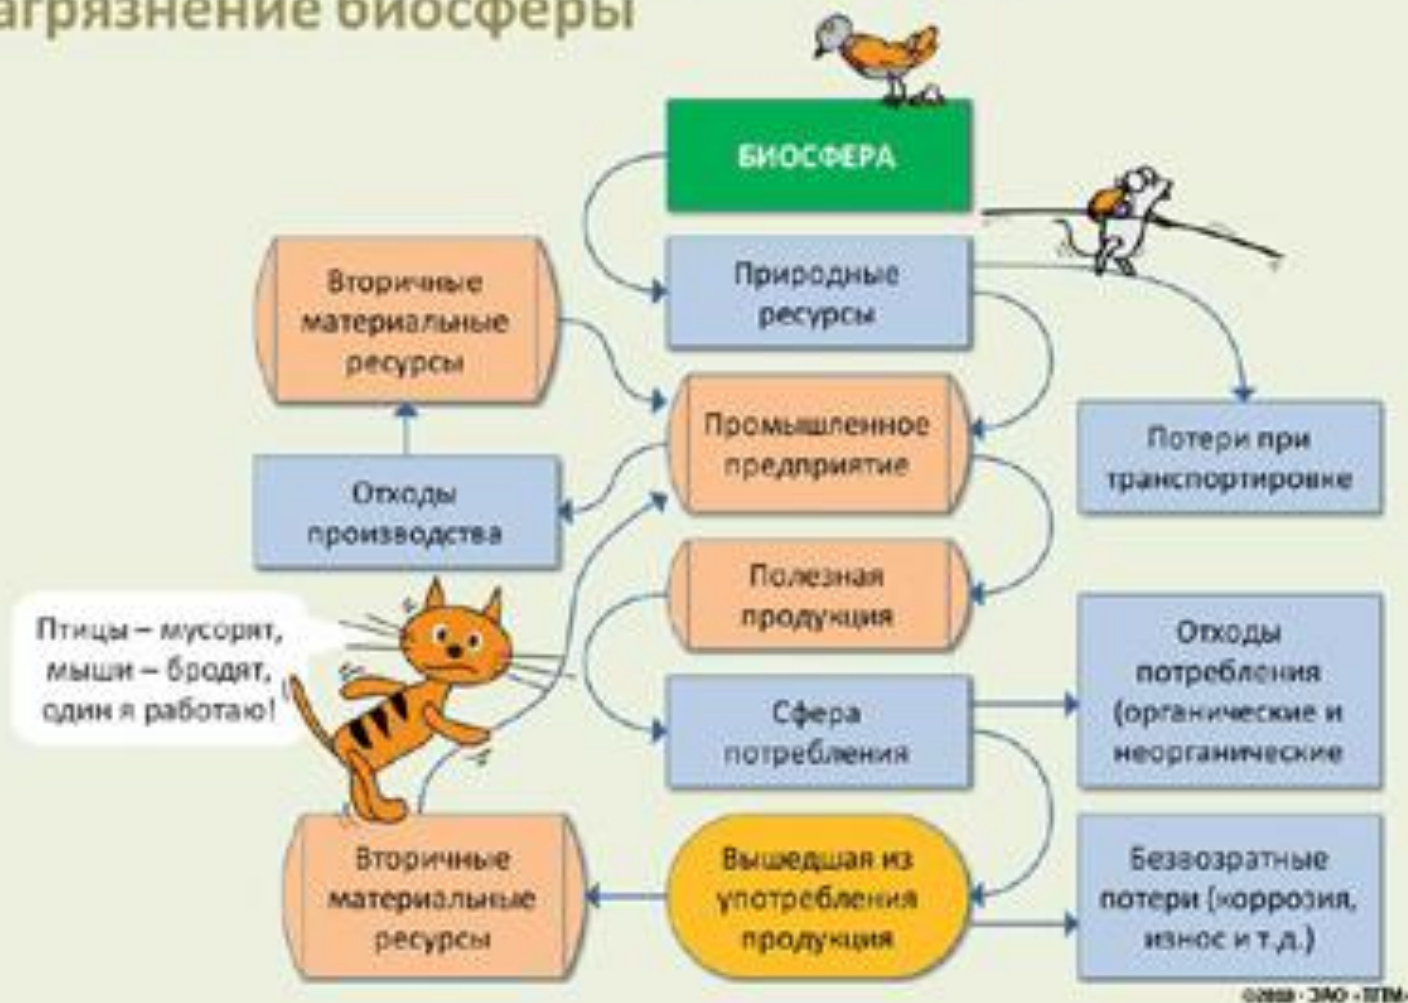 агрязнение биосферы
БИОСФЕРА
Природные
ресурсы
Вторичные
материальные
ресурсы
Промышленное
предприятие
Потери при
транспортировке
Отходы
производства
Полезная
продукция
Птицы – мусорят,
мыши – бродят,
один я работаю!
Отходы
потребления
(органические и
неорганические
Сфера
потребления
Вторичные
материальные
ресурсы
Вышедшая из
употребления
продукция
Безвозратные
потери (коррозия,
износ и т.д.)